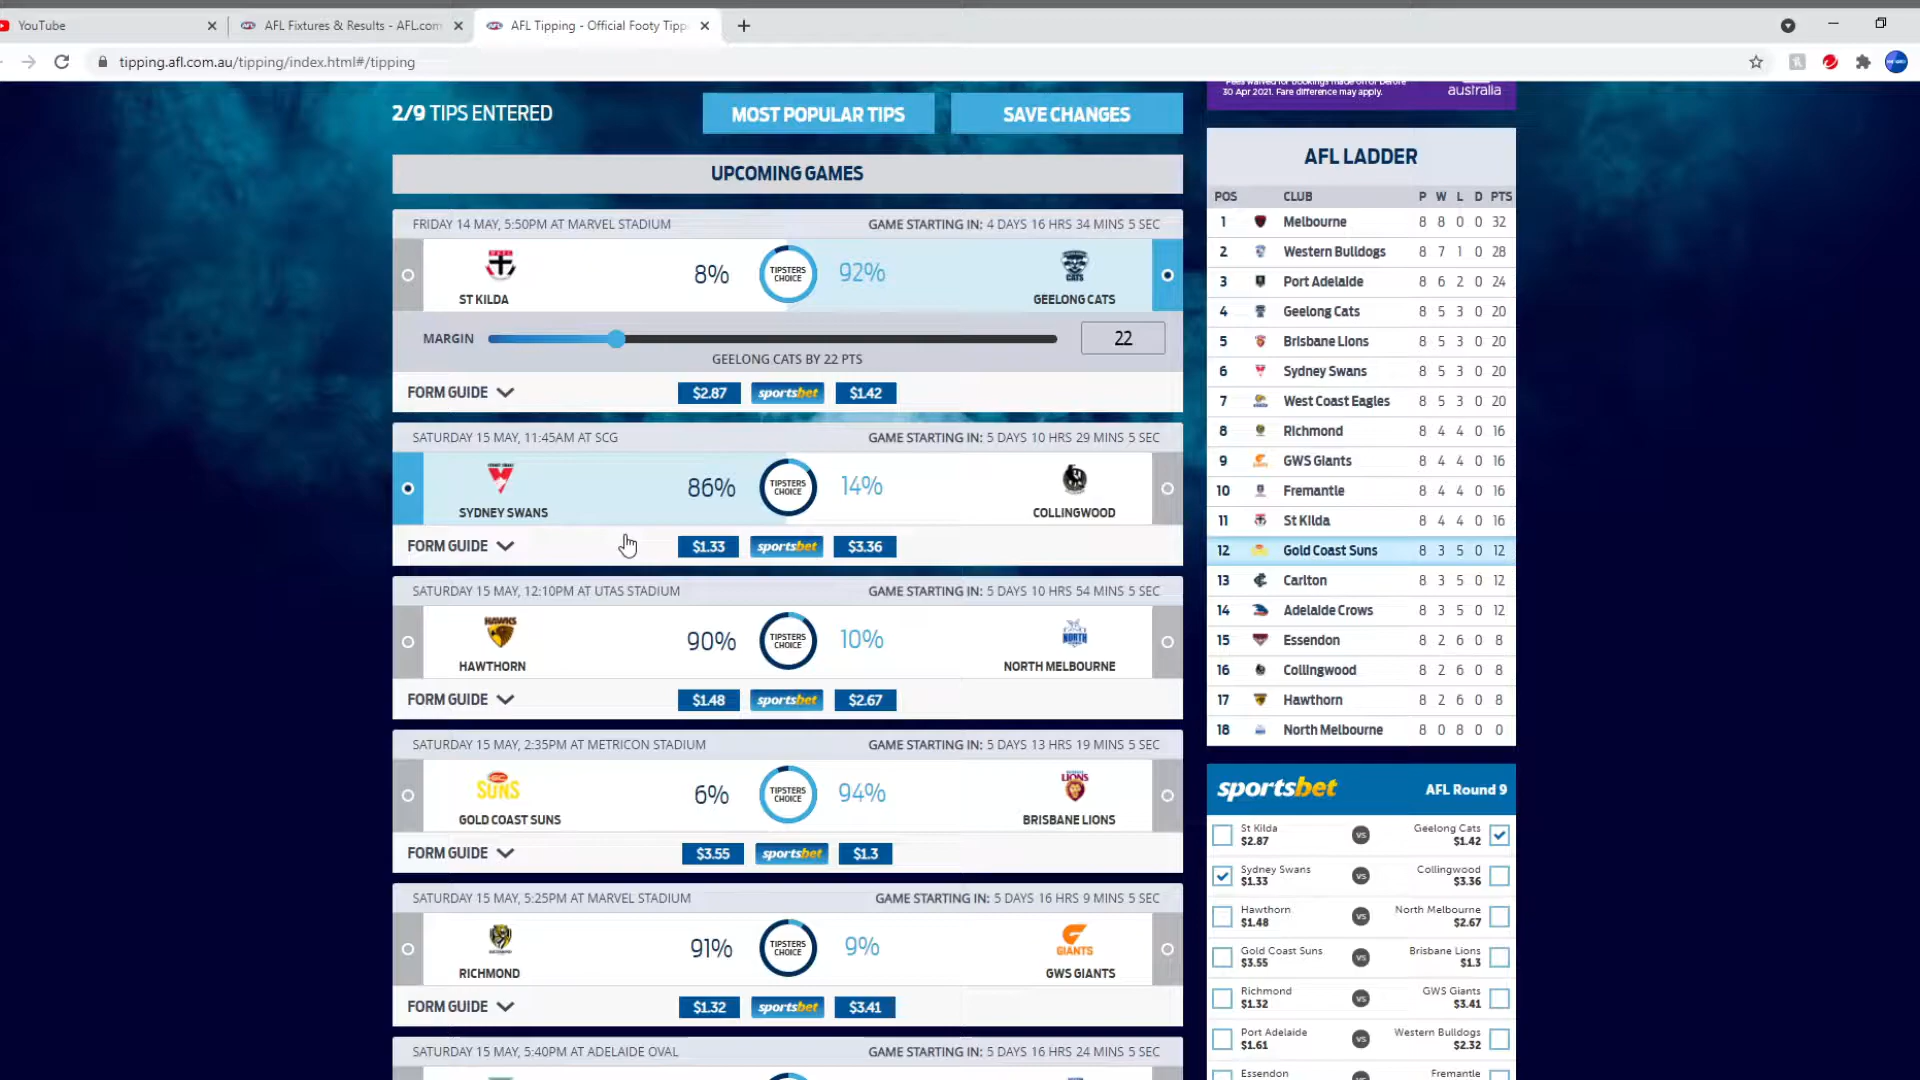 YouTube
AFL Fixtures & Results - AFL.com
AFL Tipping - Official Footy Tipp
tipping.afl.com.au/tipping/index.html#/tipping
2/9 TIPS ENTERED
MOST POPULAR TIPS
SAVE CHANGES
UPCOMING GAMES
FRIDAY 14 MAY, 5:50PM AT MARVEL STADIUM
GAME STARTING IN: 4 DAYS 16 HRS 34 MINS 5 SEC
8%
TIPSTERS CHOICE
92%
ST KILDA
GEELONG CATS
MARGIN
22
GEELONG CATS BY 22 PTS
FORM GUIDE
$2.87
sportsbet
$1.42
SATURDAY 15 MAY, 11:45AM AT SCG
GAME STARTING IN: 5 DAYS 10 HRS 29 MINS 5 SEC
86%
TIPSTERS CHOICE
14%
SYDNEY SWANS
COLLINGWOOD
FORM GUIDE
$1.33
sportsbet
$3.36
SATURDAY 15 MAY, 12:10PM AT UTAS STADIUM
GAME STARTING IN: 5 DAYS 10 HRS 54 MINS 5 SEC
HAWKS
90%
TIPSTERS CHOICE
10%
NORTH
HAWTHORN
NORTH MELBOURNE
FORM GUIDE
$1.48
sportsbet
$2.67
SATURDAY 15 MAY, 2:35PM AT METRICON STADIUM
GAME STARTING IN: 5 DAYS 13 HRS 19 MINS 5 SEC
SUNS
6%
TIPSTERS CHOICE
94%
LIONS
GOLD COAST SUNS
BRISBANE LIONS
FORM GUIDE
$3.55
sportsbet
$1.3
SATURDAY 15 MAY, 5:25PM AT MARVEL STADIUM
GAME STARTING IN: 5 DAYS 16 HRS 9 MINS 5 SEC
91%
TIPSTERS CHOICE
9%
GIANTS
RICHMOND
GWS GIANTS
FORM GUIDE
$1.32
sportsbet
$3.41
SATURDAY 15 MAY, 5:40PM AT ADELAIDE OVAL
GAME STARTING IN: 5 DAYS 16 HRS 24 MINS 5 SEC
30 Apr 2021. Fare difference may apply.
australia
AFL LADDER
POS CLUB P W L D PTS
1 Melbourne 8 8 0 0 32
2 Western Bulldogs 8 7 1 0 28
3 Port Adelaide 8 6 2 0 24
4 Geelong Cats 8 5 3 0 20
5 Brisbane Lions 8 5 3 0 20
6 Sydney Swans 8 5 3 0 20
7 West Coast Eagles 8 5 3 0 20
8 Richmond 8 4 4 0 16
9 GWS Giants 8 4 4 0 16
10 Fremantle 8 4 4 0 16
11 St Kilda 8 4 4 0 16
12 Gold Coast Suns 8 3 5 0 12
13 Carlton 8 3 5 0 12
14 Adelaide Crows 8 3 5 0 12
15 Essendon 8 2 6 0 8
16 Collingwood 8 2 6 0 8
17 Hawthorn 8 2 6 0 8
18 North Melbourne 8 0 8 0 0
sportsbet AFL Round 9
St Kilda $2.87 VS Geelong Cats $1.42
Sydney Swans $1.33 VS Collingwood $3.36
Hawthorn $1.48 VS North Melbourne $2.67
Gold Coast Suns $3.55 VS Brisbane Lions $1.3
Richmond $1.32 VS GWS Giants $3.41
Port Adelaide $1.61 VS Western Bulldogs $2.32
Essendon Fremantle